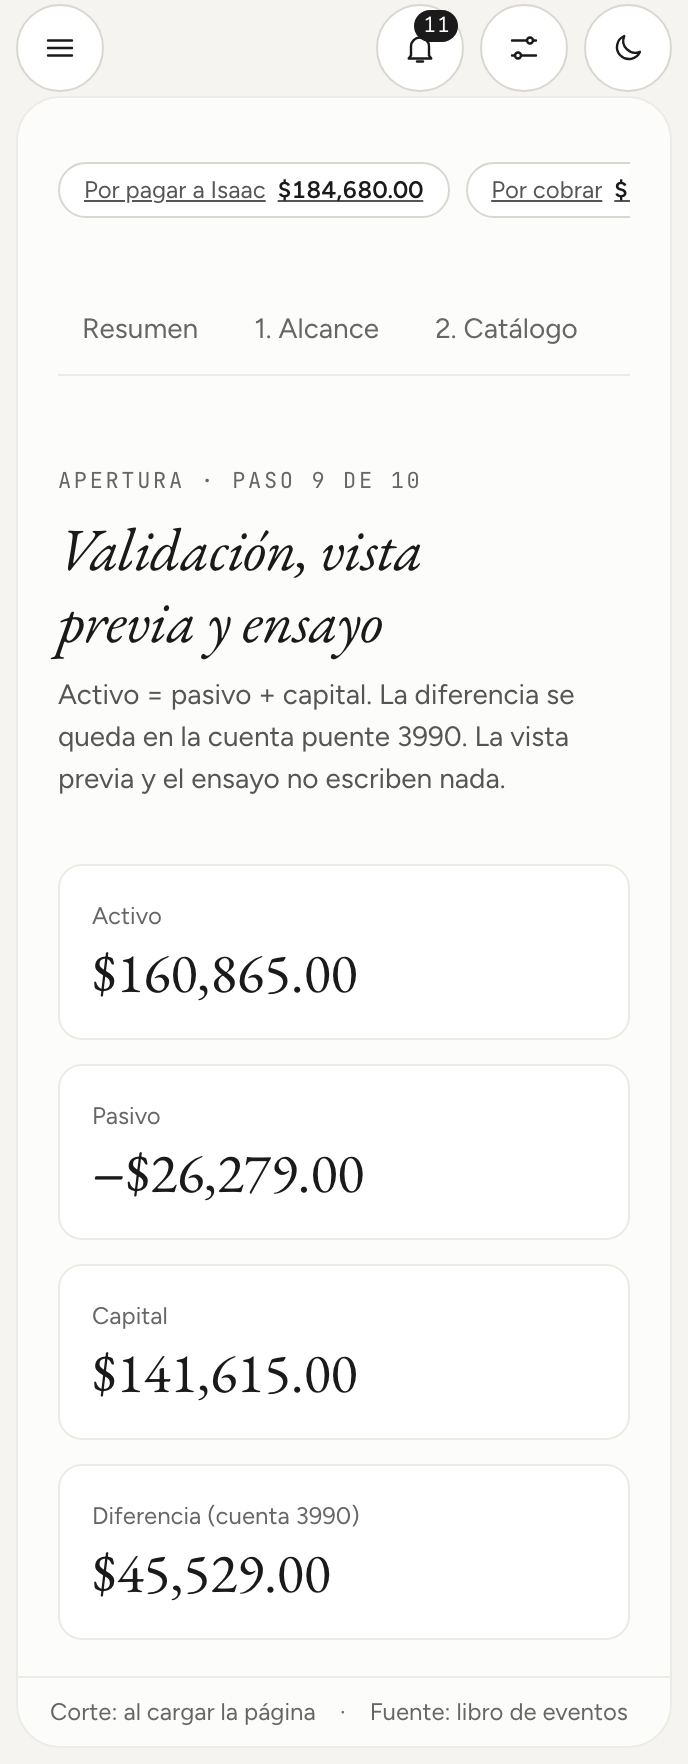 11
Por pagar a Isaac $184,680.00 Por cobrar $
Resumen 1. Alcance 2. Catálogo
APERTURA · PASO 9 DE 10
Validación, vista
previa y ensayo
Activo = pasivo + capital. La diferencia se
queda en la cuenta puente 3990. La vista
previa y el ensayo no escriben nada.
Activo
$160,865.00
Pasivo
−$26,279.00
Capital
$141,615.00
Diferencia (cuenta 3990)
$45,529.00
Corte: al cargar la página · Fuente: libro de eventos